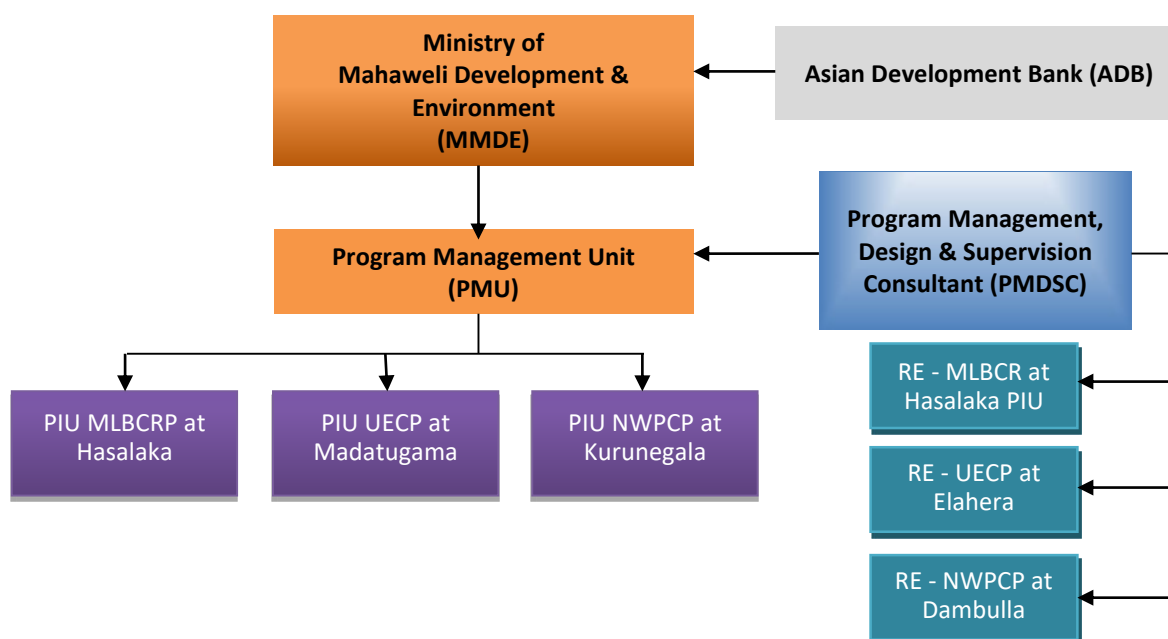 Ministry of
Mahaweli Development &
Environment
(MMDE)
Asian Development Bank (ADB)
Program Management Unit
(PMU)
Program Management,
Design & Supervision
Consultant (PMDSC)
PIU MLBCRP at
Hasalaka
PIU UECP at
Madatugama
PIU NWPCP at
Kurunegala
RE - MLBCR at
Hasalaka PIU
RE - UECP at
Elahera
RE - NWPCP at
Dambulla